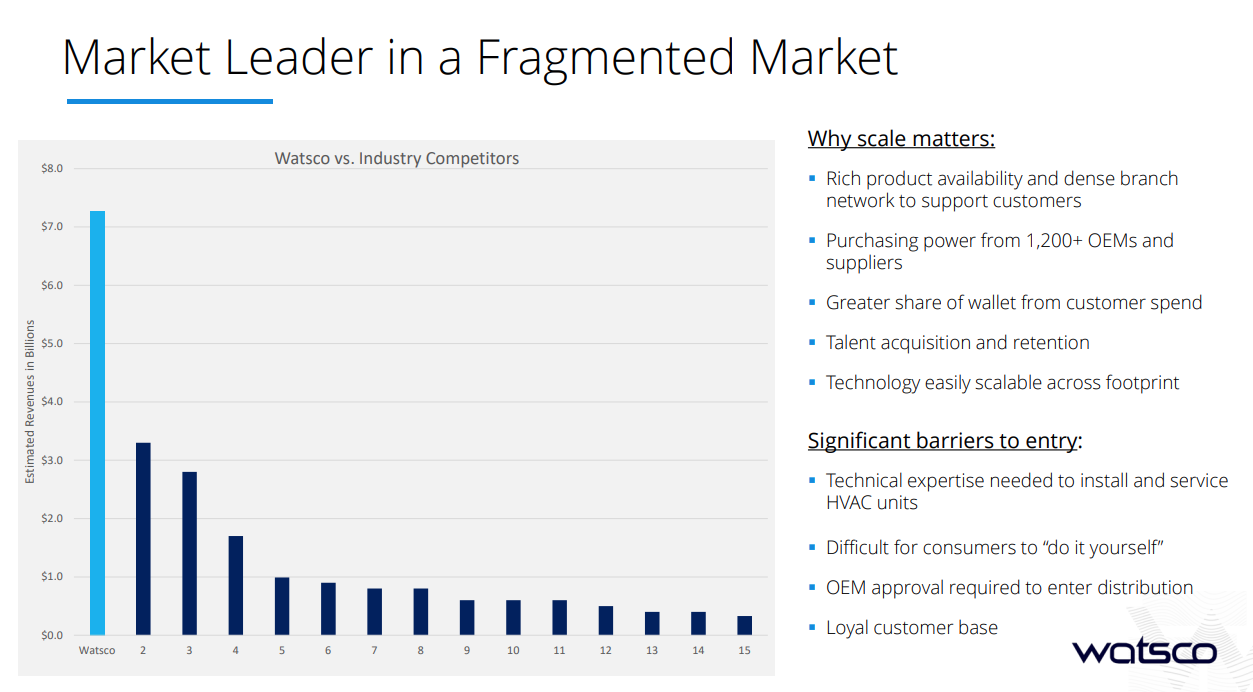 Market Leader in a Fragmented Market
Watsco vs. Industry Competitors
$8.0
$7.0
$6.0
$5.0
$4.0
$3.0
$2.0
$1.0
$0.0
Estimated Revenues in Billions
Watsco 2 3 4 5 6 7 8 9 10 11 12 13 14 15
Why scale matters:
▪ Rich product availability and dense branch
network to support customers
▪ Purchasing power from 1,200+ OEMs and
suppliers
▪ Greater share of wallet from customer spend
▪ Talent acquisition and retention
▪ Technology easily scalable across footprint
Significant barriers to entry:
▪ Technical expertise needed to install and service
HVAC units
▪ Difficult for consumers to “do it yourself”
▪ OEM approval required to enter distribution
▪ Loyal customer base
watsco